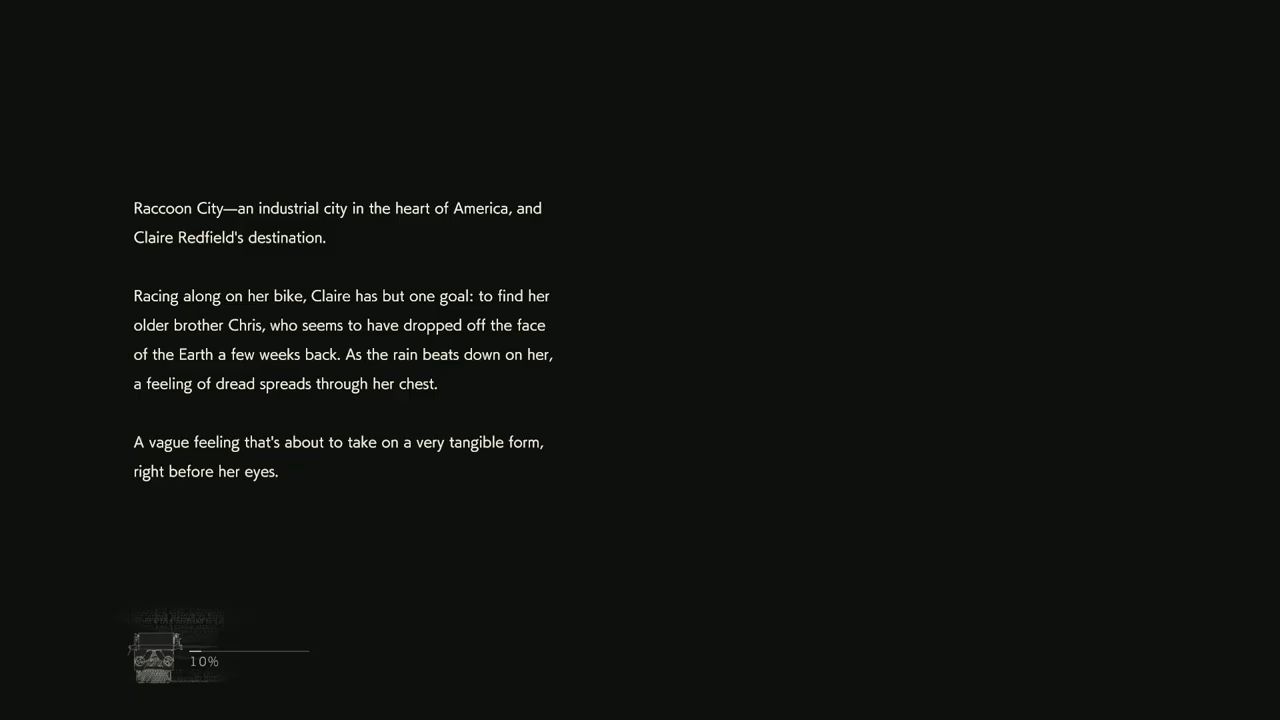 Raccoon City—an industrial city in the heart of America, and
Claire Redfield's destination.
Racing along on her bike, Claire has but one goal: to find her
older brother Chris, who seems to have dropped off the face
of the Earth a few weeks back. As the rain beats down on her,
a feeling of dread spreads through her chest.
A vague feeling that's about to take on a very tangible form,
right before her eyes.
10%